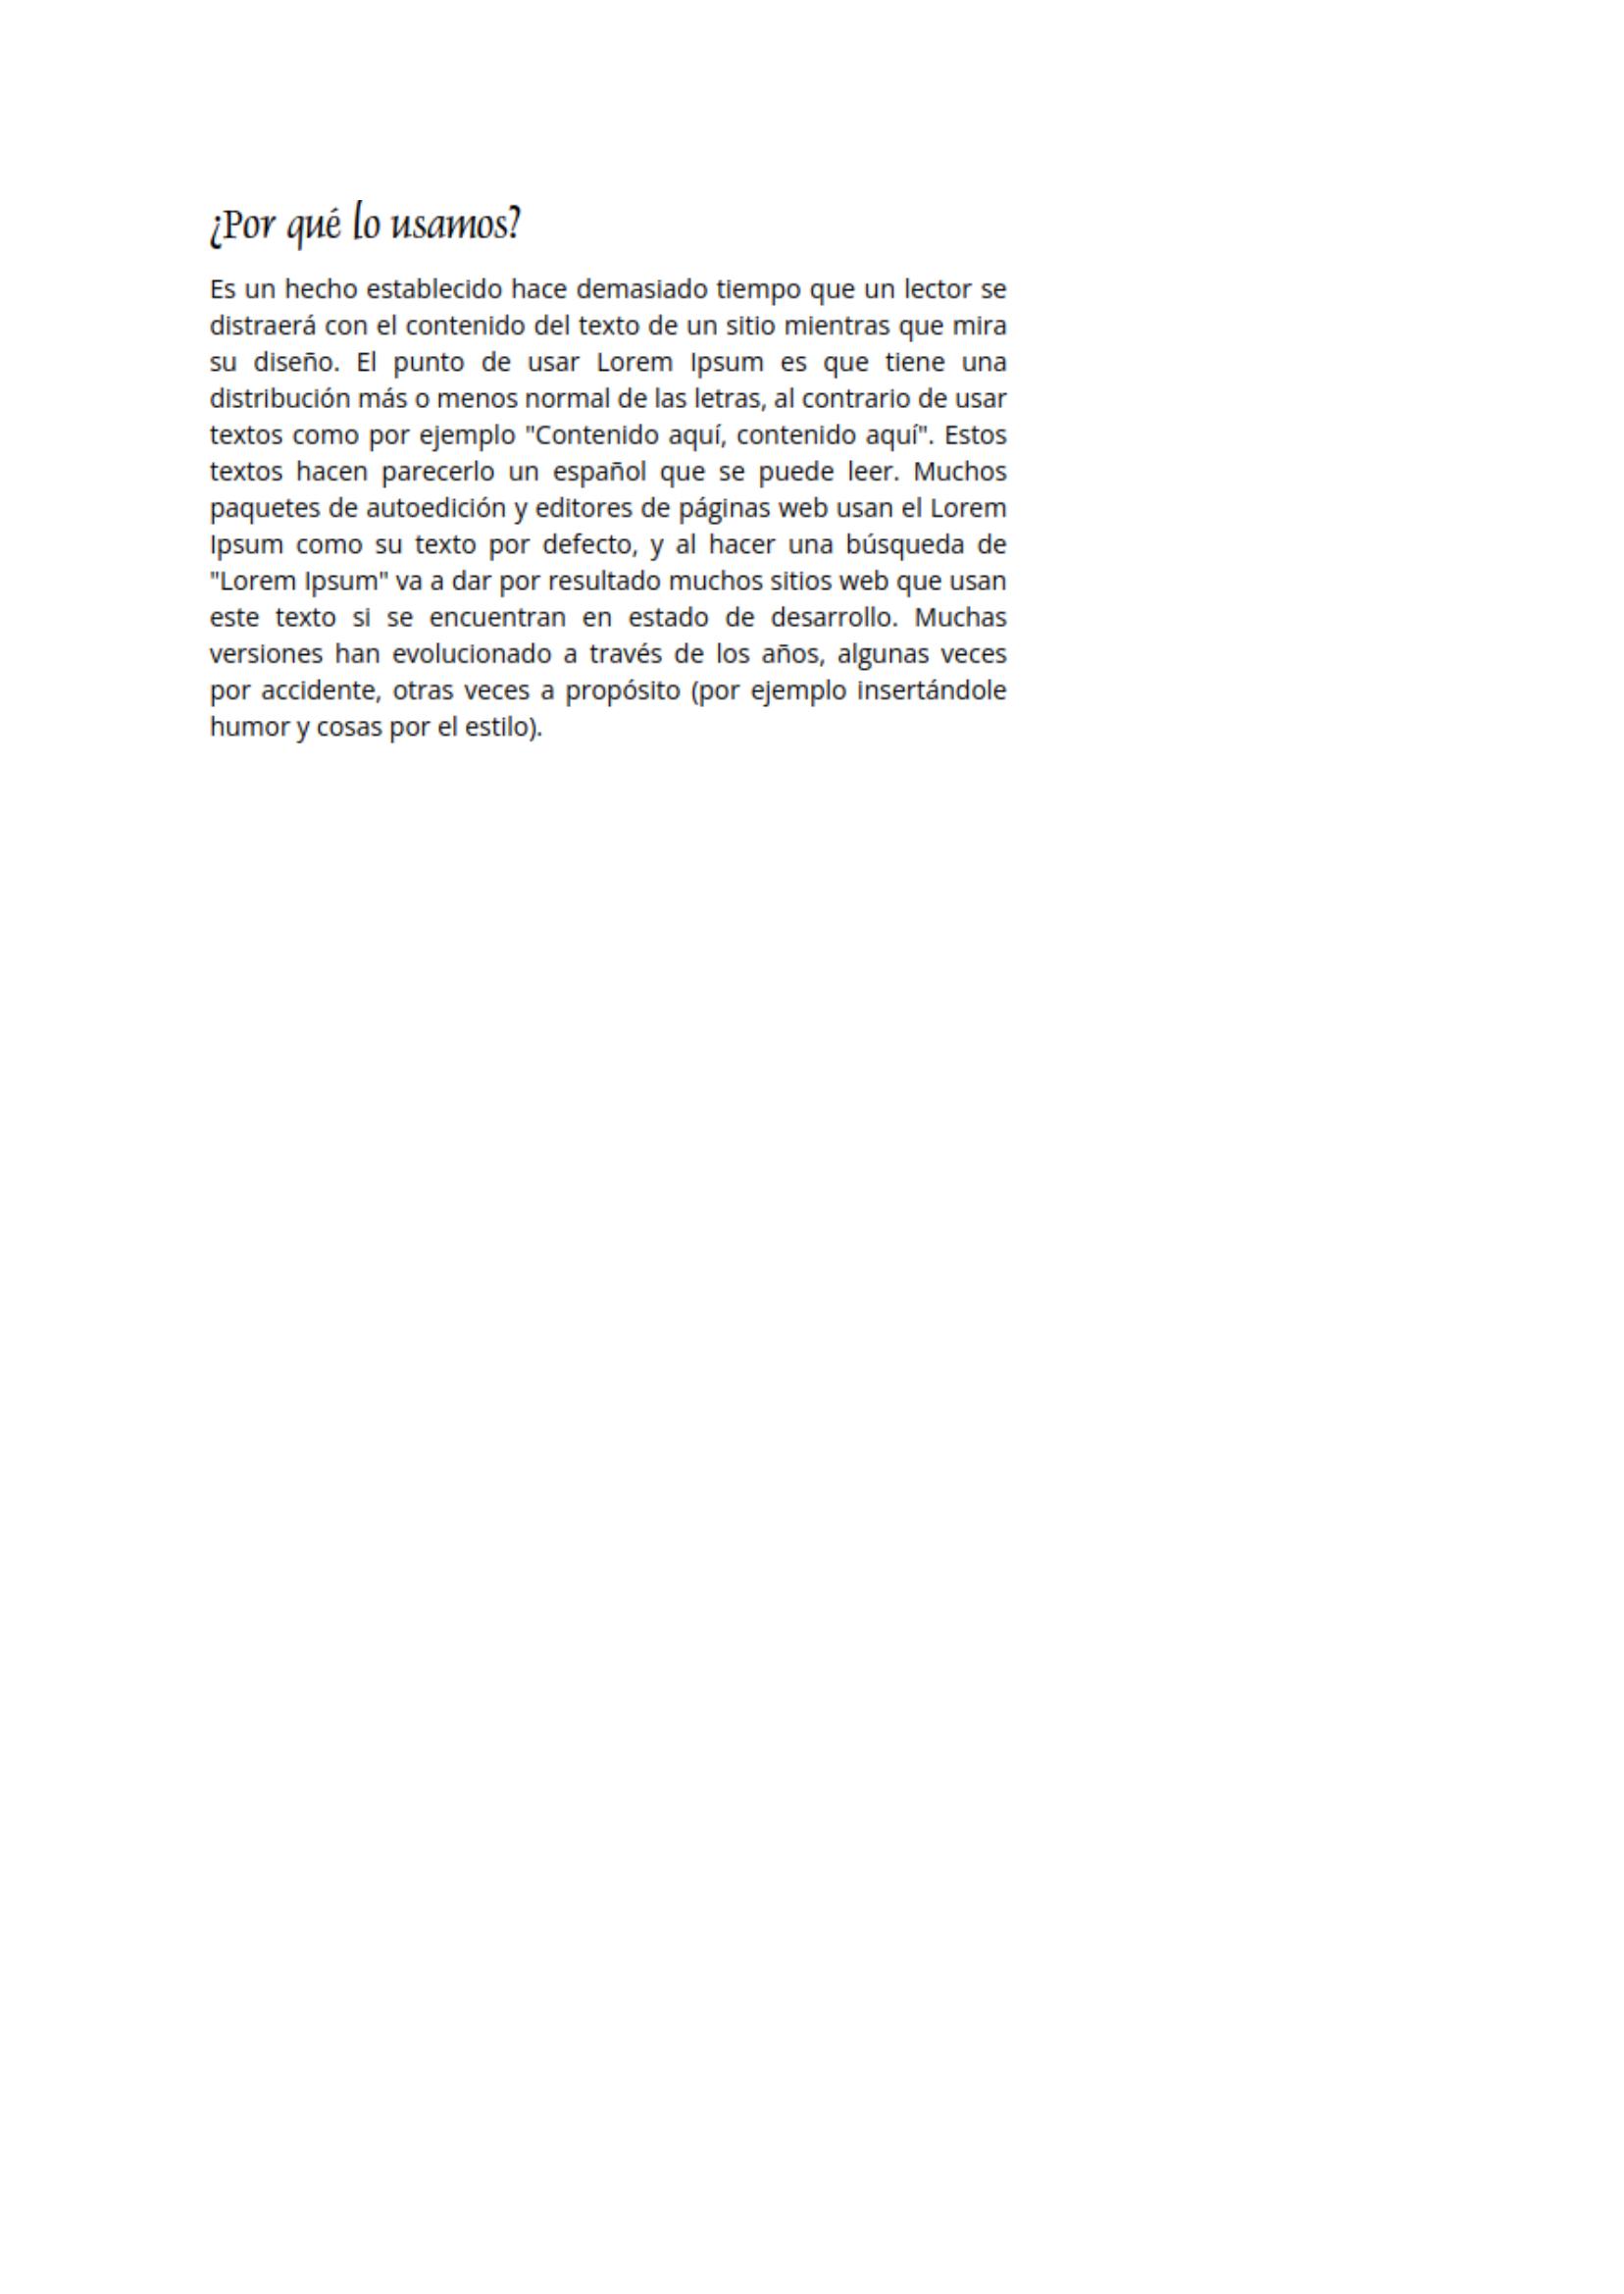 ¿Por qué lo usamos?
Es un hecho establecido hace demasiado tiempo que un lector se
distraerá con el contenido del texto de un sitio mientras que mira
su diseño. El punto de usar Lorem Ipsum es que tiene una
distribución más o menos normal de las letras, al contrario de usar
textos como por ejemplo "Contenido aquí, contenido aquí". Estos
textos hacen parecerlo un español que se puede leer. Muchos
paquetes de autoedición y editores de páginas web usan el Lorem
Ipsum como su texto por defecto, y al hacer una búsqueda de
"Lorem Ipsum" va a dar por resultado muchos sitios web que usan
este texto si se encuentran en estado de desarrollo. Muchas
versiones han evolucionado a través de los años, algunas veces
por accidente, otras veces a propósito (por ejemplo insertándole
humor y cosas por el estilo).